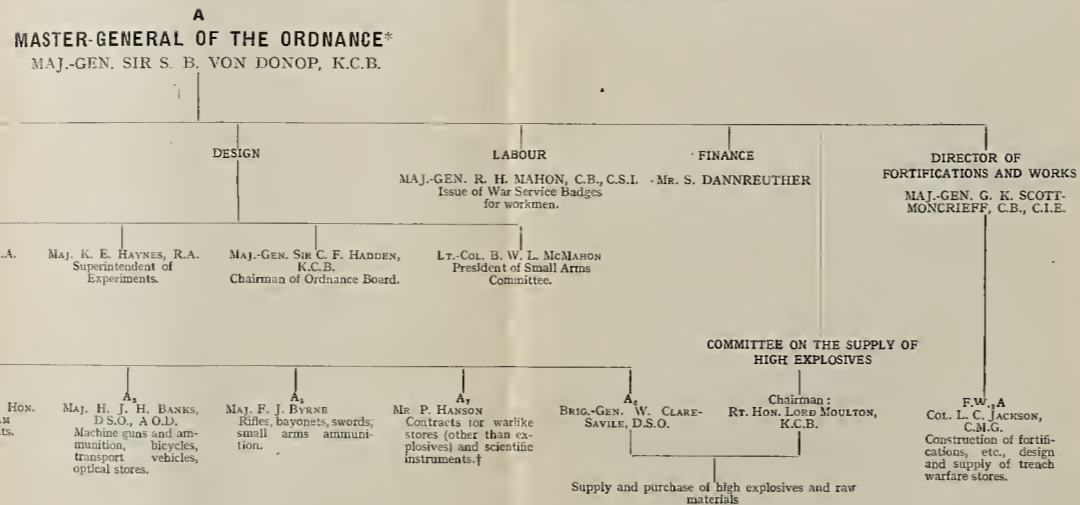 A
MASTER-GENERAL OF THE ORDNANCE*
MAJ.-GEN. SIR S. B. VON DONOP, K.C.B.
DESIGN
LABOUR
MAJ.-GEN. R. H. MAHON, C.B., C.S.I.
Issue of War Service Badges
for workmen.
FINANCE
MR. S. DANNREUTHER
DIRECTOR OF
FORTIFICATIONS AND WORKS
MAJ.-GEN. G. K. SCOTT-
MONCRIEFF, C.B., C.I.E.
.A.
MAJ. K. E. HAYNES, R.A.
Superintendent of
Experiments.
MAJ.-GEN. SIR C. F. HADDEN,
K.C.B.
Chairman of Ordnance Board.
LT.-COL. B. W. L. MCMAHON
President of Small Arms
Committee.
COMMITTEE ON THE SUPPLY OF
HIGH EXPLOSIVES
HON.
ts.
MAJ. H. J. H. BANKS,
D.S.O., A.O.D.
Machine guns and am-
munition, bicycles,
transport vehicles,
optical stores.
MAJ. F. J. BYRNE
Rifles, bayonets, swords,
small arms ammuni-
tion.
A₇
MR P. HANSON
Contracts for warlike
stores (other than ex-
plosives) and scientific
instruments.†
BRIG.-GEN. W. CLARE-
SAVILE, D.S.O.
Chairman :
RT. HON. LORD MOULTON,
K.C.B.
Supply and purchase of high explosives and raw
materials
COL. L. C. JACKSON,
C.M.G.
Construction of fortifi-
cations, etc., design
and supply of trench
warfare stores.